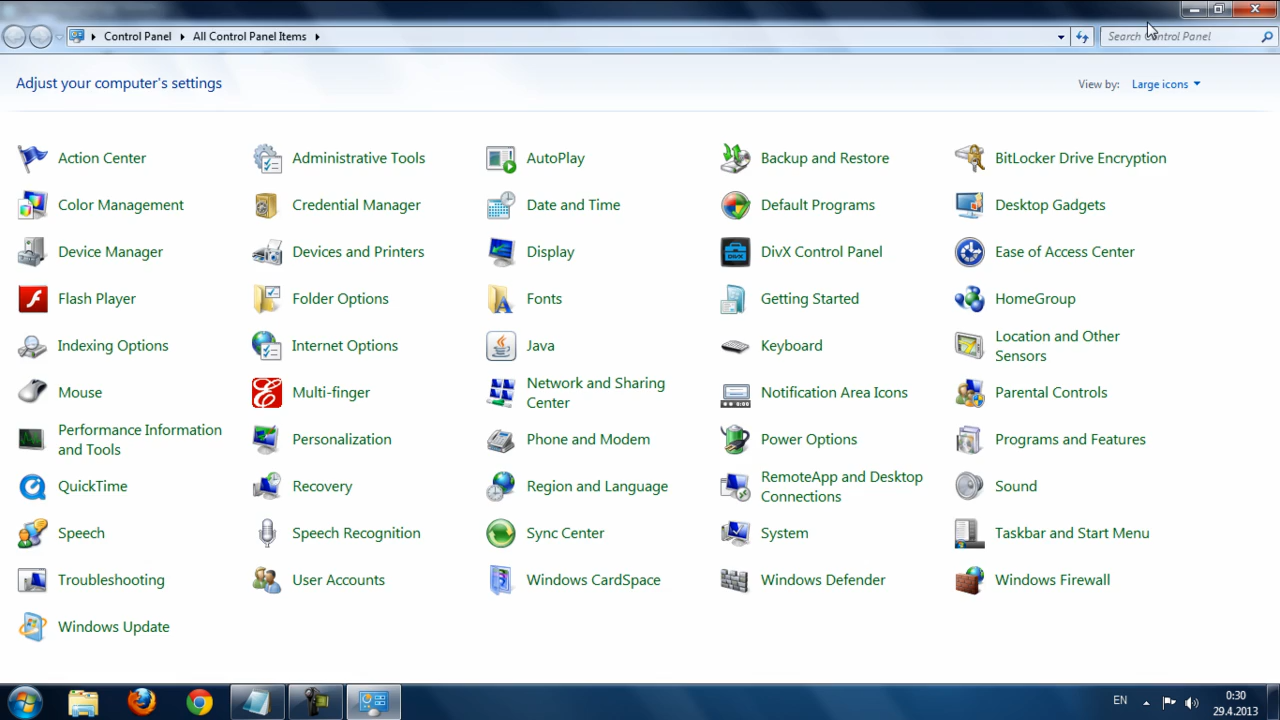 Control Panel All Control Panel Items
Search Control Panel
Adjust your computer's settings
View by: Large icons
Action Center
Administrative Tools
AutoPlay
Backup and Restore
BitLocker Drive Encryption
Color Management
Credential Manager
Date and Time
Default Programs
Desktop Gadgets
Device Manager
Devices and Printers
Display
DivX Control Panel
Ease of Access Center
Flash Player
Folder Options
Fonts
Getting Started
HomeGroup
Indexing Options
Internet Options
Java
Keyboard
Location and Other
Sensors
Mouse
Multi-finger
Network and Sharing
Center
Notification Area Icons
Parental Controls
Performance Information
and Tools
Personalization
Phone and Modem
Power Options
Programs and Features
QuickTime
Recovery
Region and Language
RemoteApp and Desktop
Connections
Sound
Speech
Speech Recognition
Sync Center
System
Taskbar and Start Menu
Troubleshooting
User Accounts
Windows CardSpace
Windows Defender
Windows Firewall
Windows Update
EN
0:30
29.4.2013